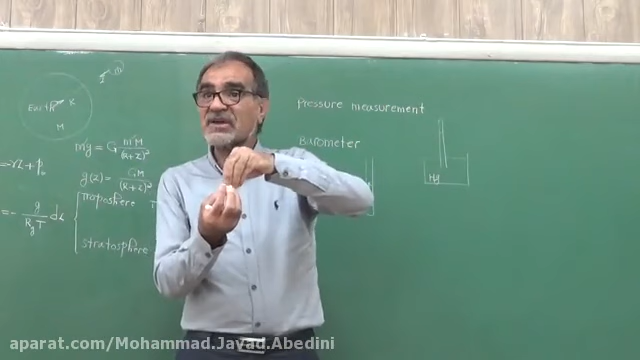 Pressure measurement
Barometer
Hg
Earth
R
M
mg = G mM/(R+x)²
g(x) = GM/(R+x)²
Troposphere
stratosphere
aparat.com/Mohammad.Javad.Abedini